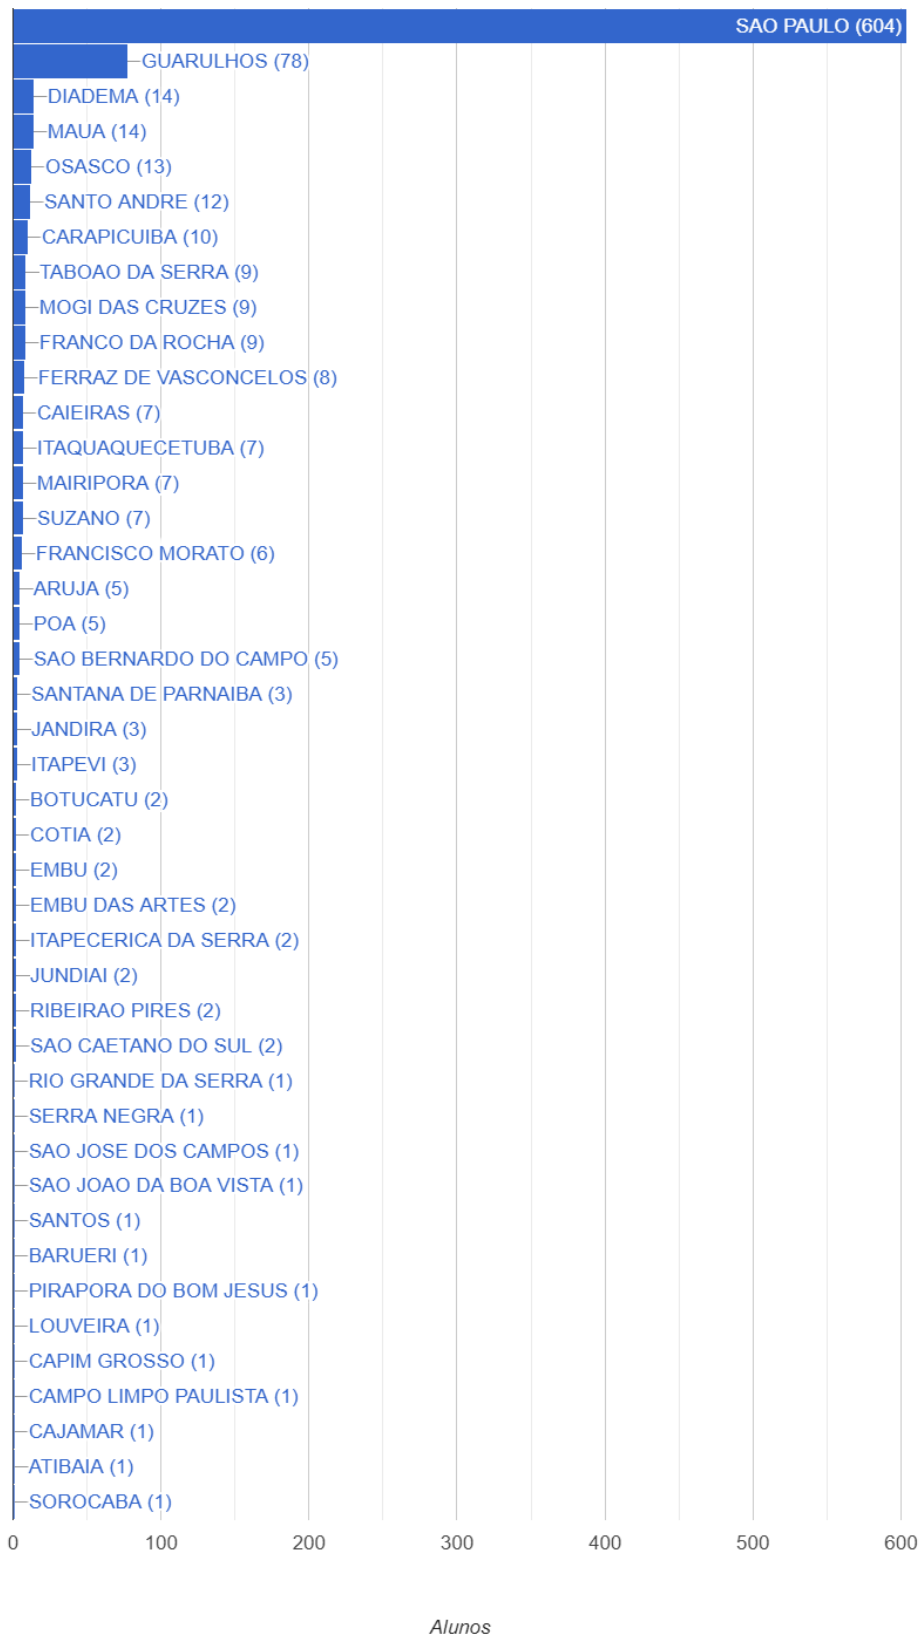 SAO PAULO (604)
GUARULHOS (78)
DIADEMA (14)
MAUA (14)
OSASCO (13)
SANTO ANDRE (12)
CARAPICUIBA (10)
TABOAO DA SERRA (9)
MOGI DAS CRUZES (9)
FRANCO DA ROCHA (9)
FERRAZ DE VASCONCELOS (8)
CAIEIRAS (7)
ITAQUAQUECETUBA (7)
MAIRIPORA (7)
SUZANO (7)
FRANCISCO MORATO (6)
ARUJA (5)
POA (5)
SAO BERNARDO DO CAMPO (5)
SANTANA DE PARNAIBA (3)
JANDIRA (3)
ITAPEVI (3)
BOTUCATU (2)
COTIA (2)
EMBU (2)
EMBU DAS ARTES (2)
ITAPECERICA DA SERRA (2)
JUNDIAI (2)
RIBEIRAO PIRES (2)
SAO CAETANO DO SUL (2)
RIO GRANDE DA SERRA (1)
SERRA NEGRA (1)
SAO JOSE DOS CAMPOS (1)
SAO JOAO DA BOA VISTA (1)
SANTOS (1)
BARUERI (1)
PIRAPORA DO BOM JESUS (1)
LOUVEIRA (1)
CAPIM GROSSO (1)
CAMPO LIMPO PAULISTA (1)
CAJAMAR (1)
ATIBAIA (1)
SOROCABA (1)
0 100 200 300 400 500 600
Alunos